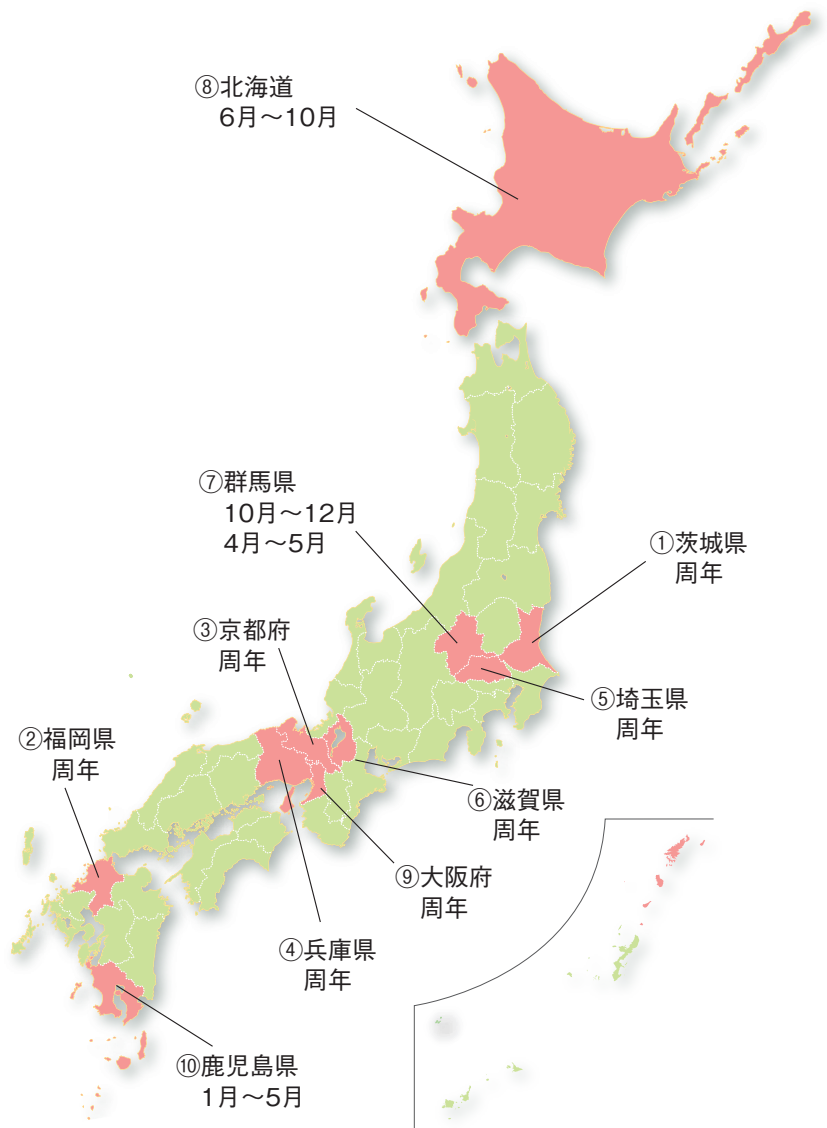 ⑧北海道
6月～10月
⑦群馬県
10月～12月
4月～5月
①茨城県
周年
③京都府
周年
⑤埼玉県
周年
②福岡県
周年
⑥滋賀県
周年
⑨大阪府
周年
④兵庫県
周年
⑩鹿児島県
1月～5月